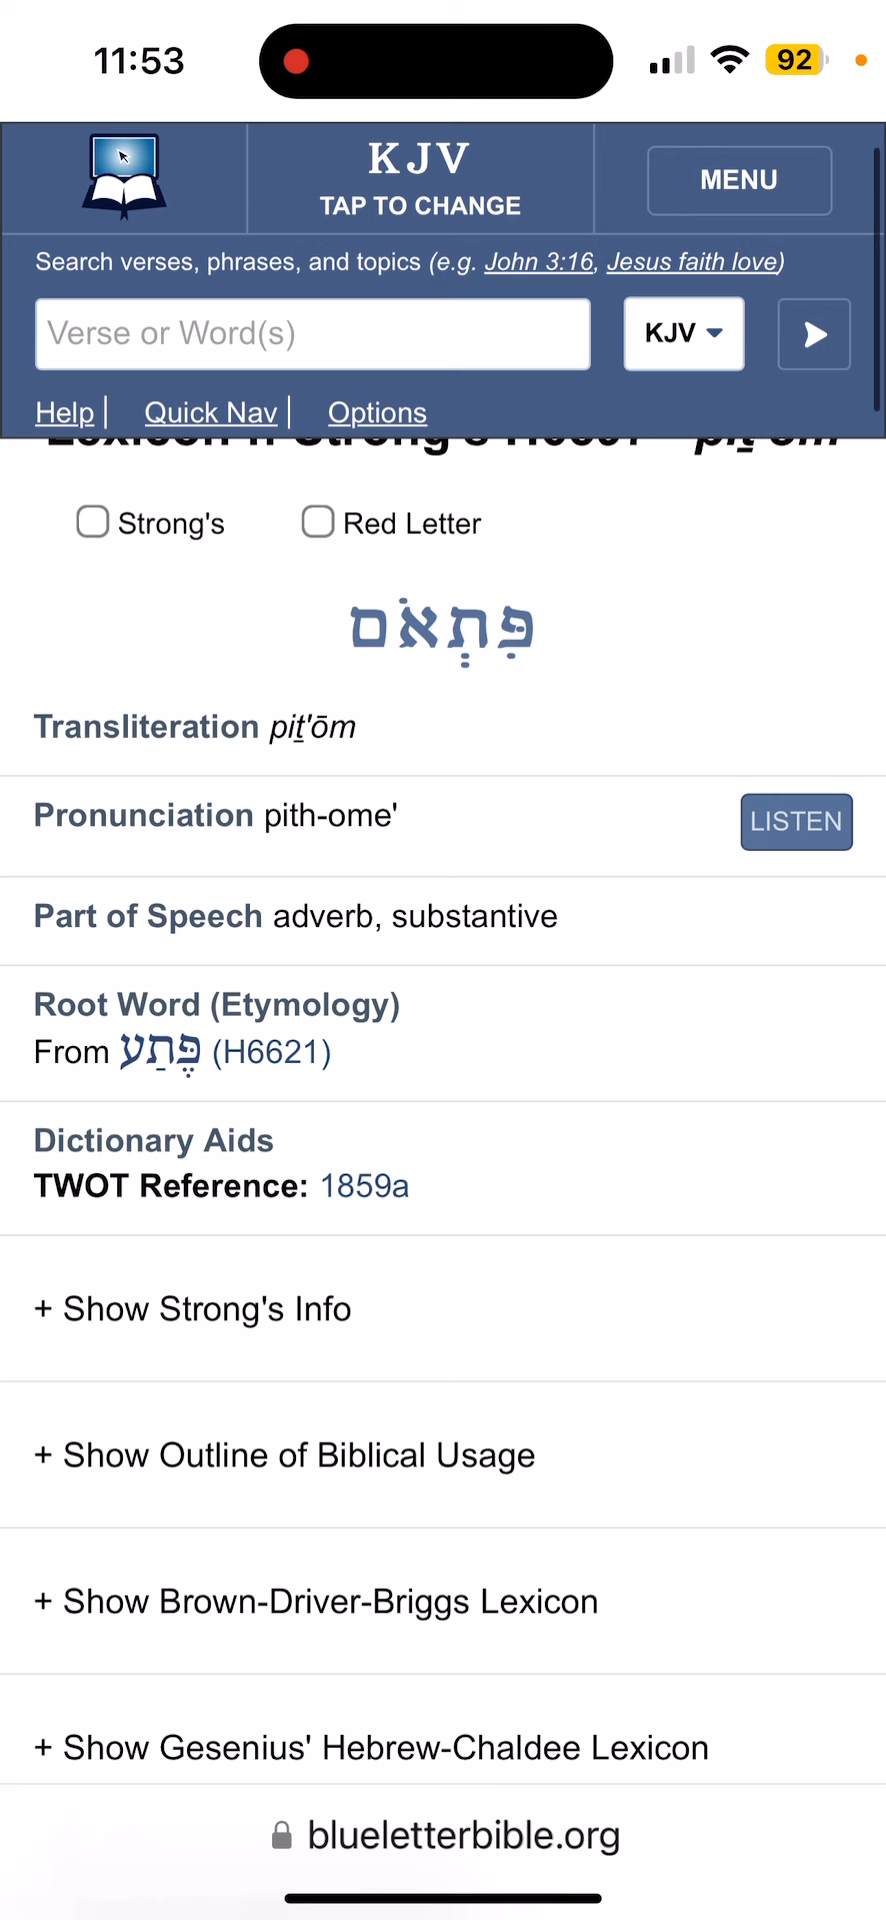 11:53
92
KJV
TAP TO CHANGE
MENU
Search verses, phrases, and topics (e.g. John 3:16, Jesus faith love)
Verse or Word(s)
KJV
Help
Quick Nav
Options
Strong's
Red Letter
פִּתְאֹם
Transliteration piṯ'ōm
Pronunciation pith-ome'
LISTEN
Part of Speech adverb, substantive
Root Word (Etymology)
From פֶּתַע (H6621)
Dictionary Aids
TWOT Reference: 1859a
+ Show Strong's Info
+ Show Outline of Biblical Usage
+ Show Brown-Driver-Briggs Lexicon
+ Show Gesenius' Hebrew-Chaldee Lexicon
blueletterbible.org